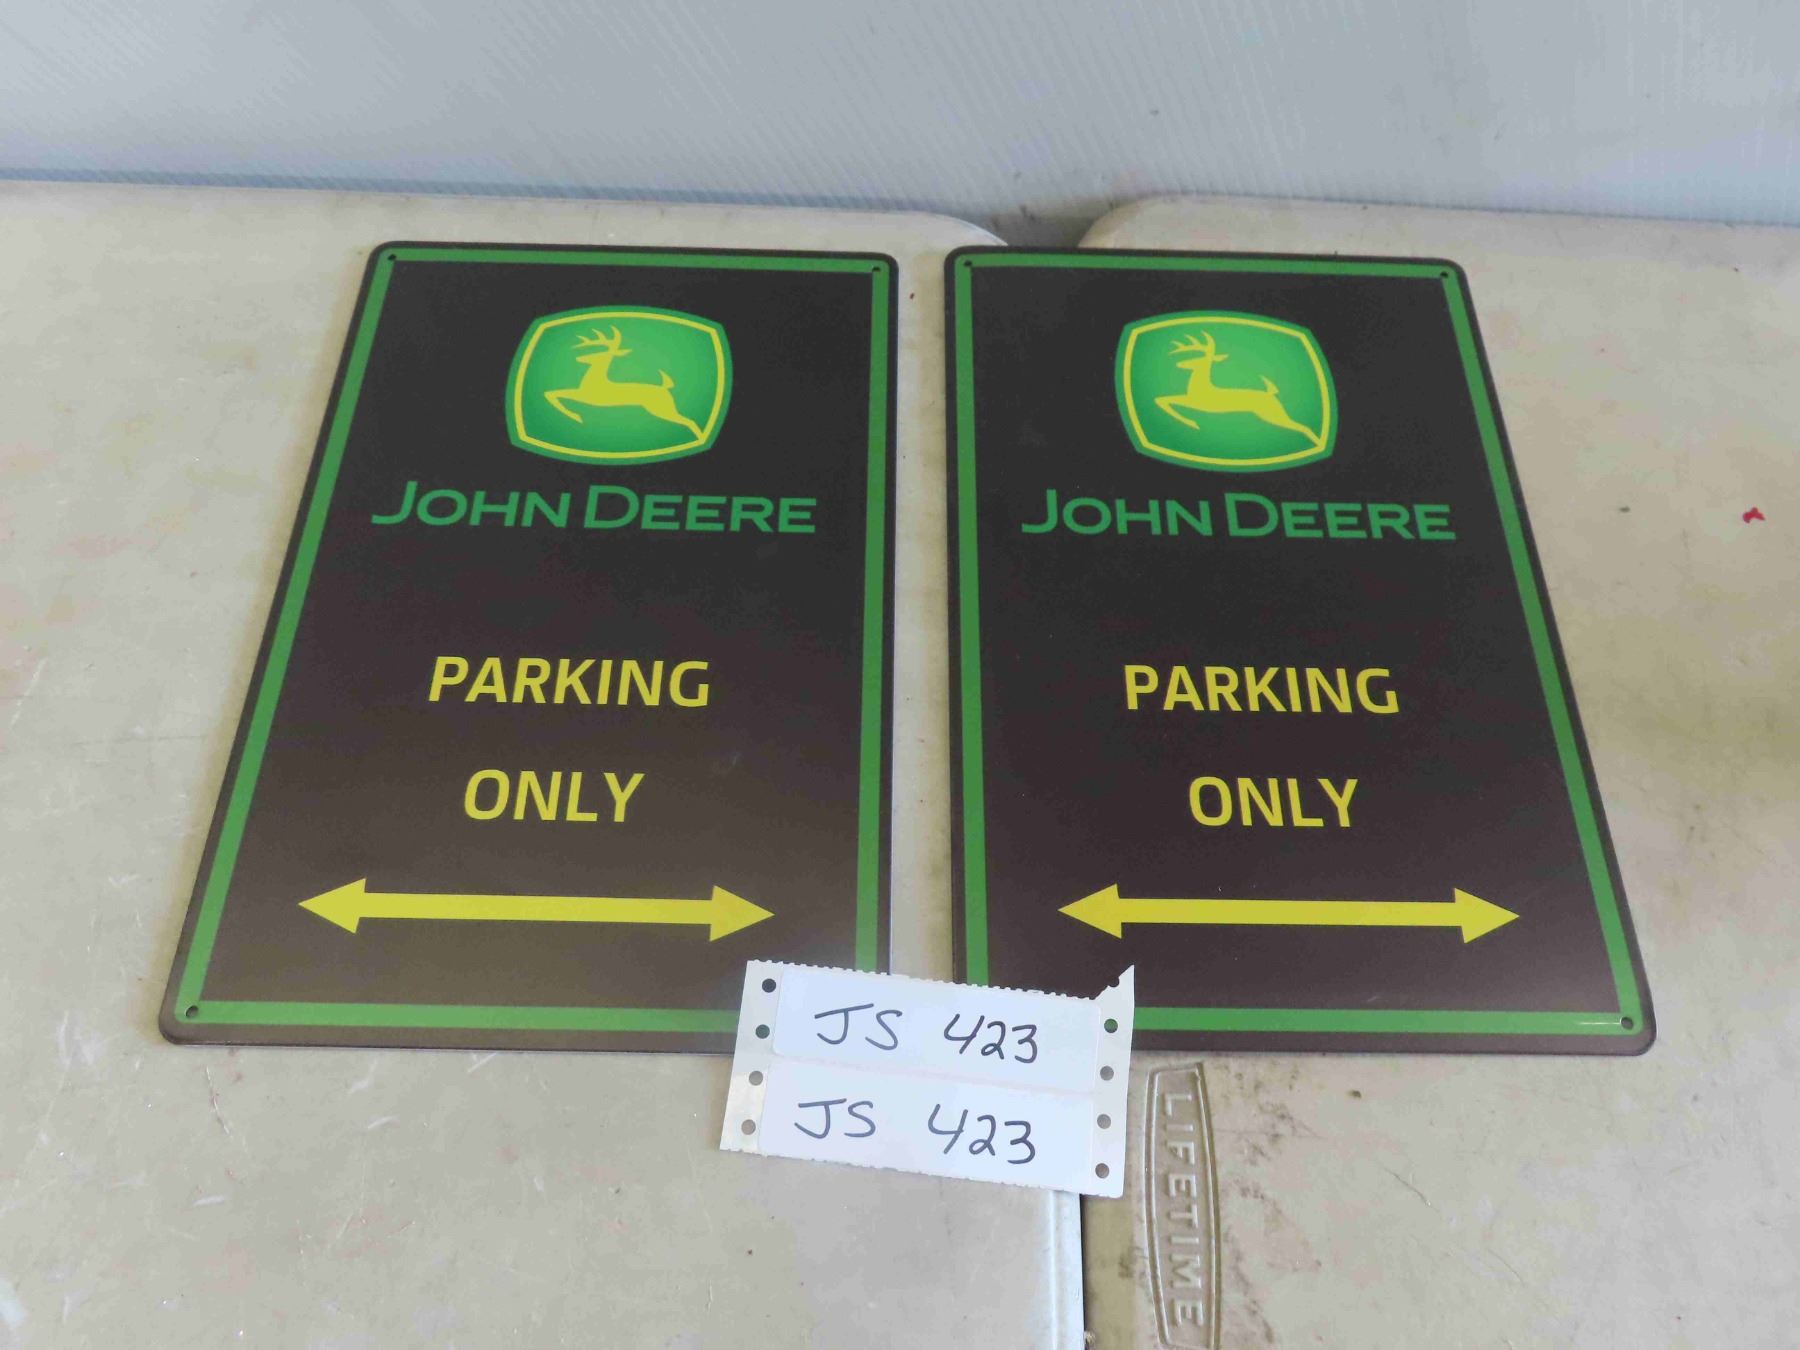 JOHN DEERE
PARKING
ONLY
JOHN DEERE
PARKING
ONLY
JS 423
JS 423
LIFETIME